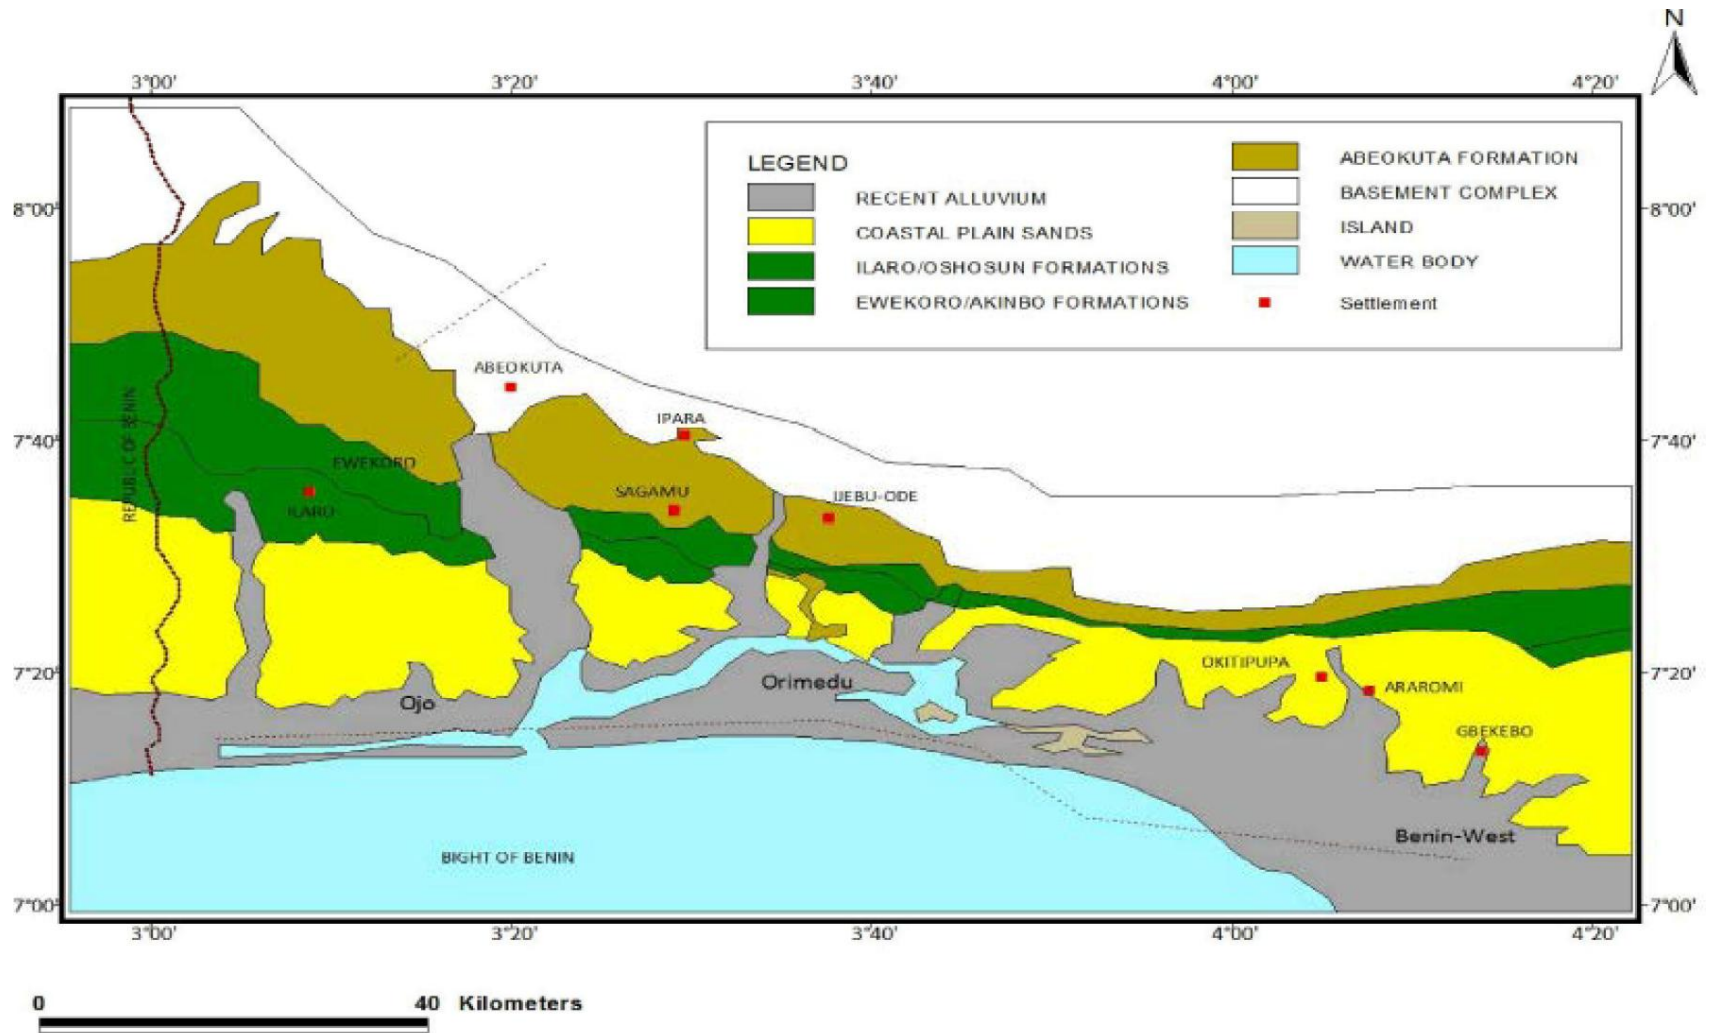 N
3°00' 3°20' 3°40' 4°00' 4°20'
LEGEND
RECENT ALLUVIUM
COASTAL PLAIN SANDS
ILARO/OSHOSUN FORMATIONS
EWEKORO/AKINBO FORMATIONS
ABEOKUTA FORMATION
BASEMENT COMPLEX
ISLAND
WATER BODY
Settlement
8°00' 8°00'
ABEOKUTA
IPARA
REPUBLIC OF BENIN
7°40' 7°40'
EWEKORD
SAGAMU
IJEBU-ODE
ILARO
7°20' 7°20'
OKITIPUPA
ARAROMI
Orimedu
Ojo
GBEKEBO
Benin-West
BIGHT OF BENIN
7°00' 7°00'
3°00' 3°20' 3°40' 4°00' 4°20'
0 40 Kilometers